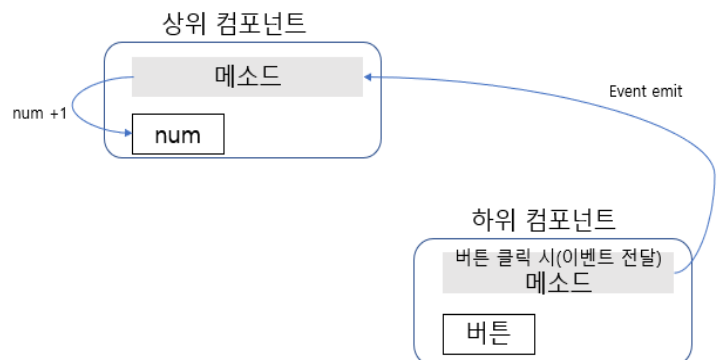 상위 컴포넌트
메소드
Event emit
num +1
num
하위 컴포넌트
버튼 클릭 시(이벤트 전달)
메소드
버튼